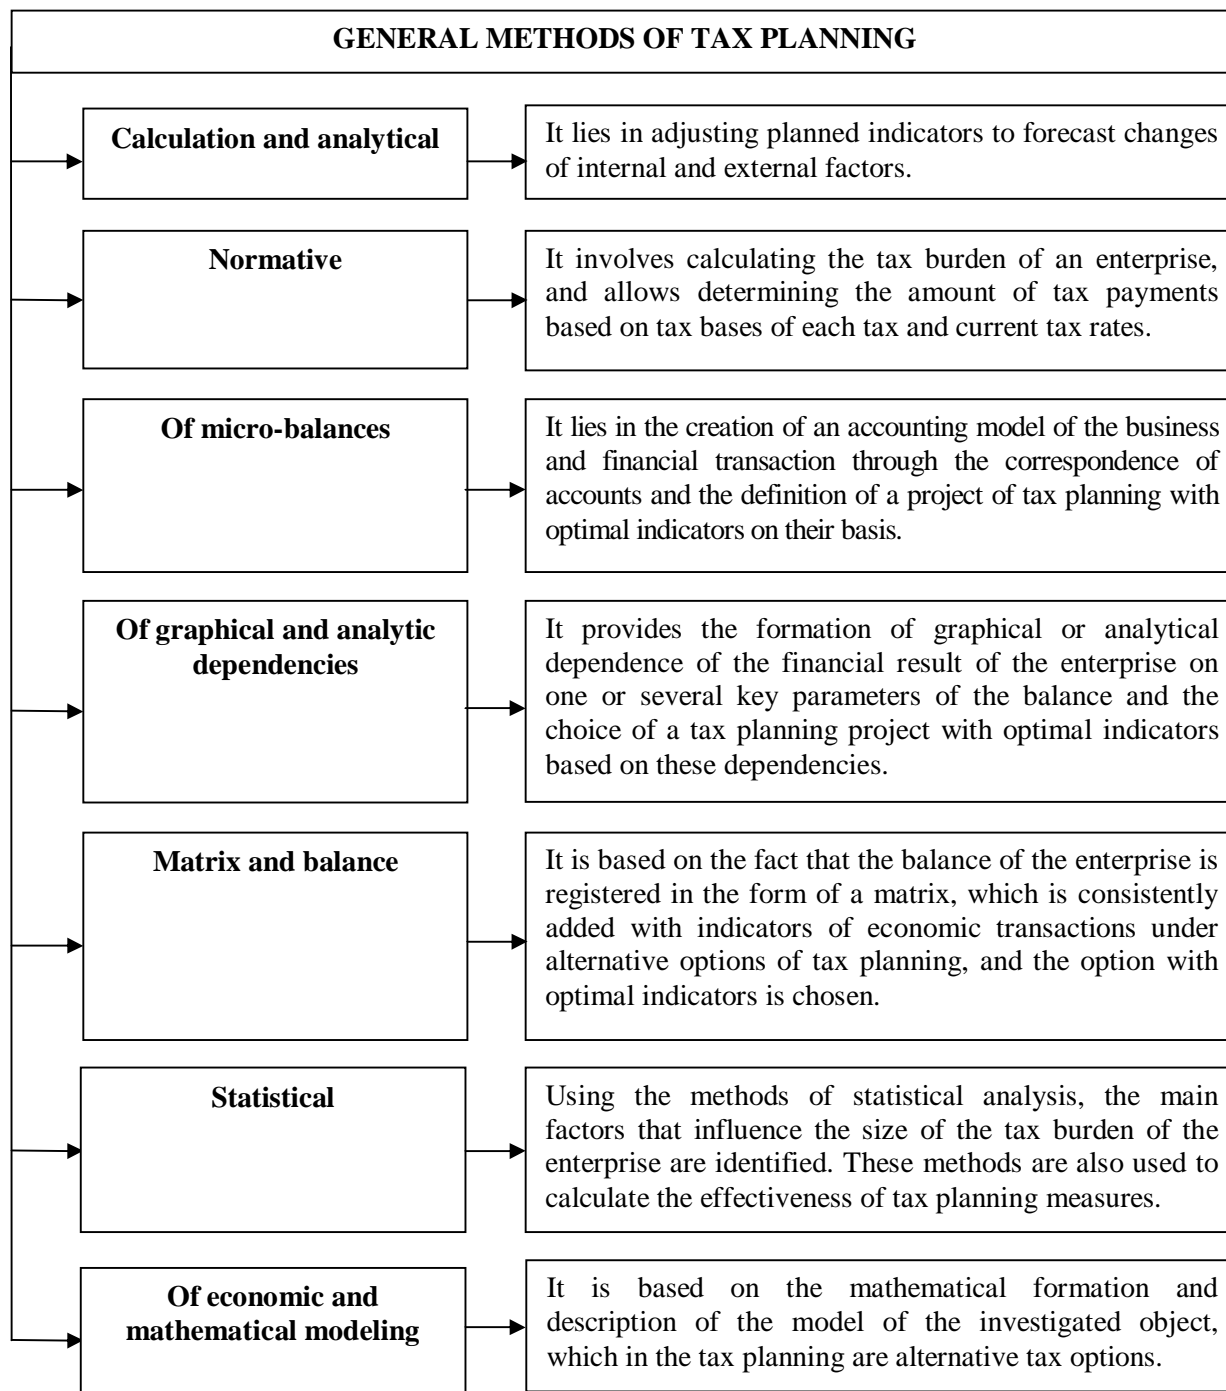 GENERAL METHODS OF TAX PLANNING
Calculation and analytical
It lies in adjusting planned indicators to forecast changes
of internal and external factors.
Normative
It involves calculating the tax burden of an enterprise,
and allows determining the amount of tax payments
based on tax bases of each tax and current tax rates.
Of micro-balances
It lies in the creation of an accounting model of the business
and financial transaction through the correspondence of
accounts and the definition of a project of tax planning with
optimal indicators on their basis.
Of graphical and analytic
dependencies
It provides the formation of graphical or analytical
dependence of the financial result of the enterprise on
one or several key parameters of the balance and the
choice of a tax planning project with optimal indicators
based on these dependencies.
Matrix and balance
It is based on the fact that the balance of the enterprise is
registered in the form of a matrix, which is consistently
added with indicators of economic transactions under
alternative options of tax planning, and the option with
optimal indicators is chosen.
Statistical
Using the methods of statistical analysis, the main
factors that influence the size of the tax burden of the
enterprise are identified. These methods are also used to
calculate the effectiveness of tax planning measures.
Of economic and
mathematical modeling
It is based on the mathematical formation and
description of the model of the investigated object,
which in the tax planning are alternative tax options.